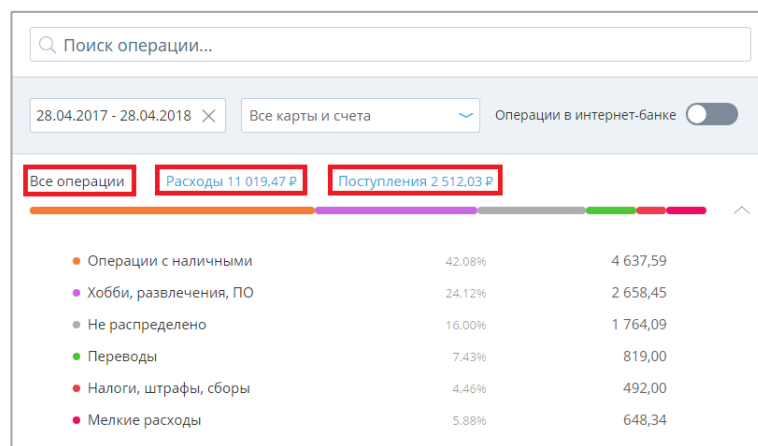 Поиск операции...
28.04.2017 - 28.04.2018 Все карты и счета Операции в интернет-банке
Все операции Расходы 11 019,47 ₽ Поступления 2 512,03 ₽
Операции с наличными 42.08% 4 637,59
Хобби, развлечения, ПО 24.12% 2 658,45
Не распределено 16.00% 1 764,09
Переводы 7.43% 819,00
Налоги, штрафы, сборы 4.46% 492,00
Мелкие расходы 5.88% 648,34